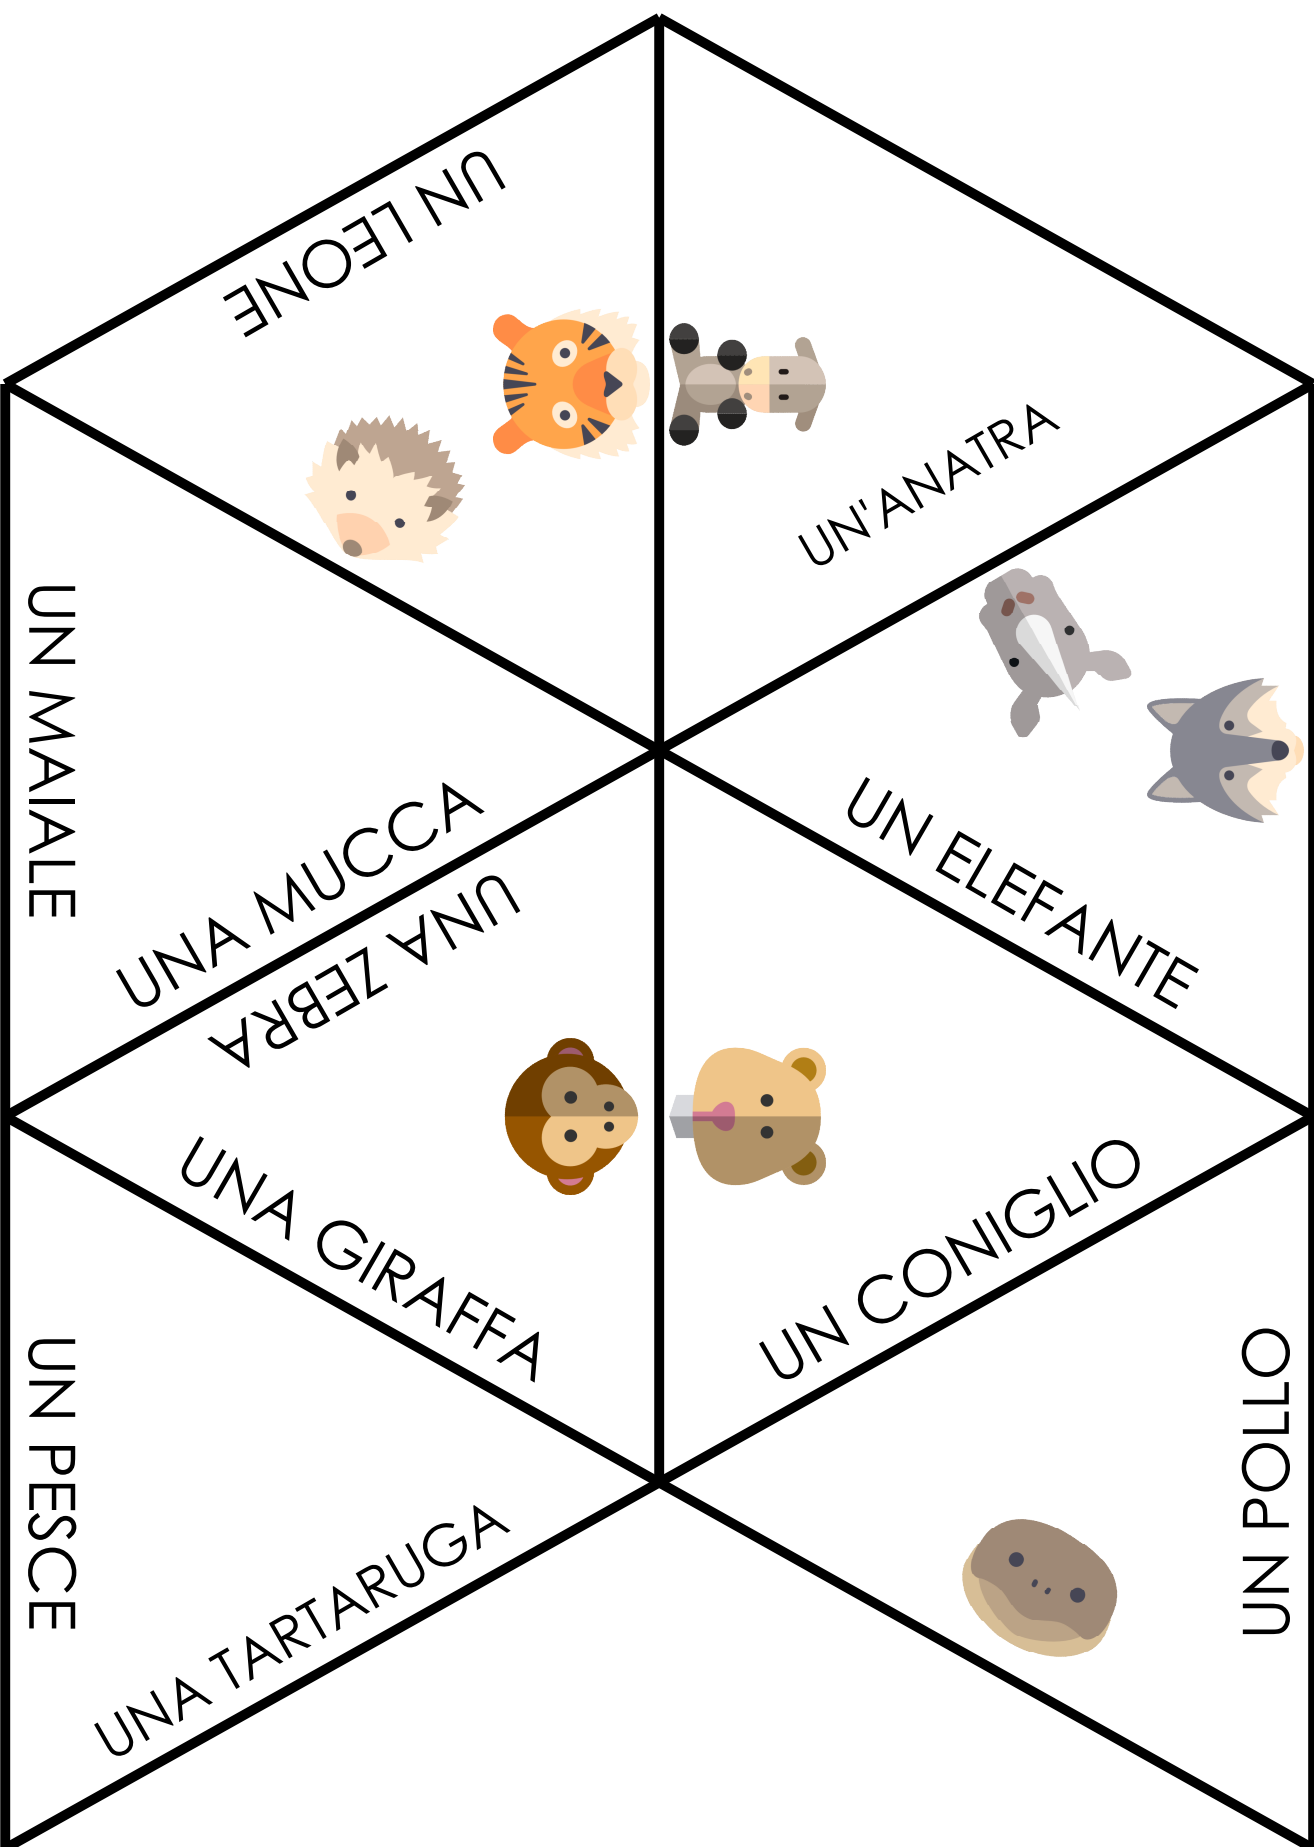 UN LEONE
UN'ANATRA
UN MAIALE
UNA MUCCA
UN ELEFANTE
UNA ZEBRA
UNA GIRAFFA
UN CONIGLIO
UN PESCE
UN POLLO
UNA TARTARUGA